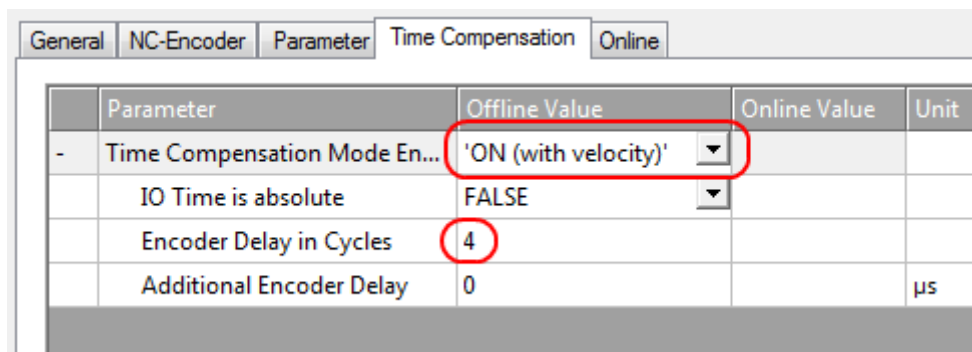 General NC-Encoder Parameter Time Compensation Online
Parameter Offline Value Online Value Unit
- Time Compensation Mode En... 'ON (with velocity)'
IO Time is absolute FALSE
Encoder Delay in Cycles 4
Additional Encoder Delay 0 µs